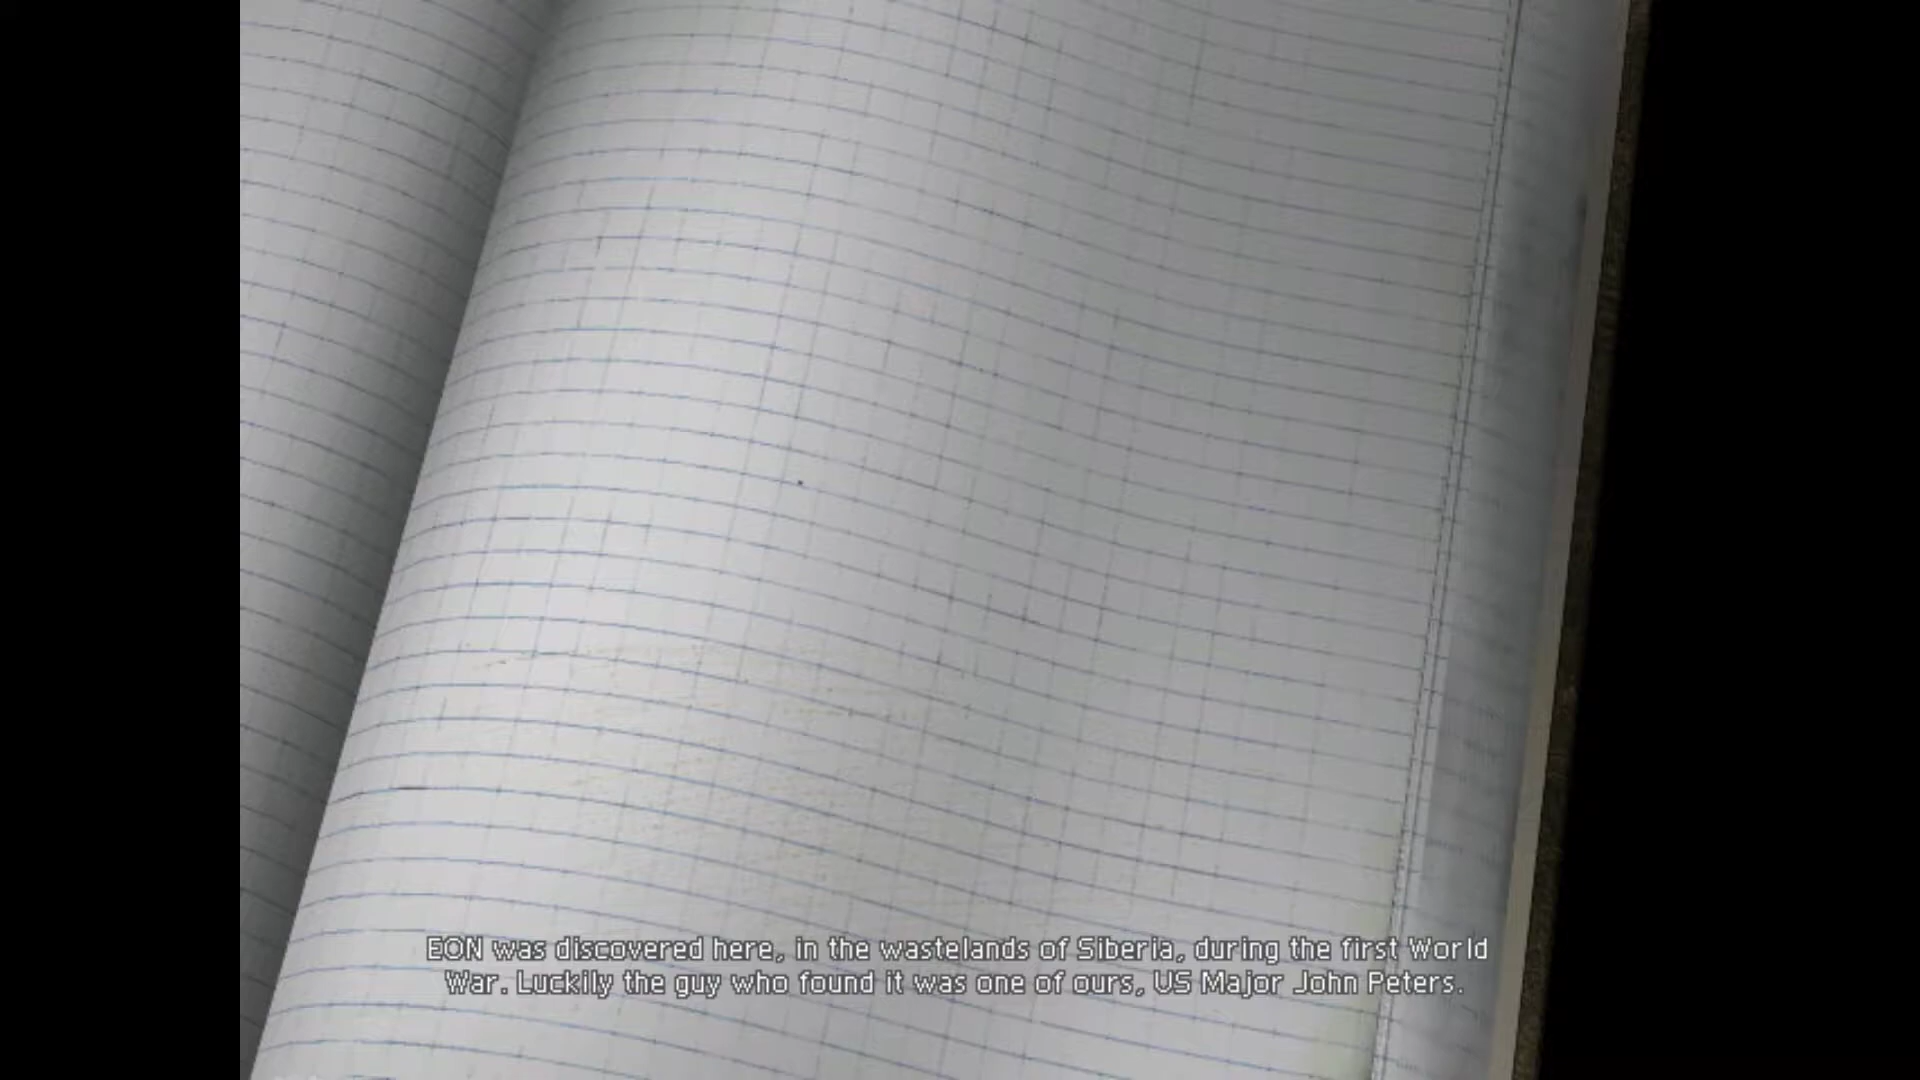 EON was discovered here, in the wastelands of Siberia, during the first World
War. Luckily the guy who found it was one of ours, US Major John Peters.